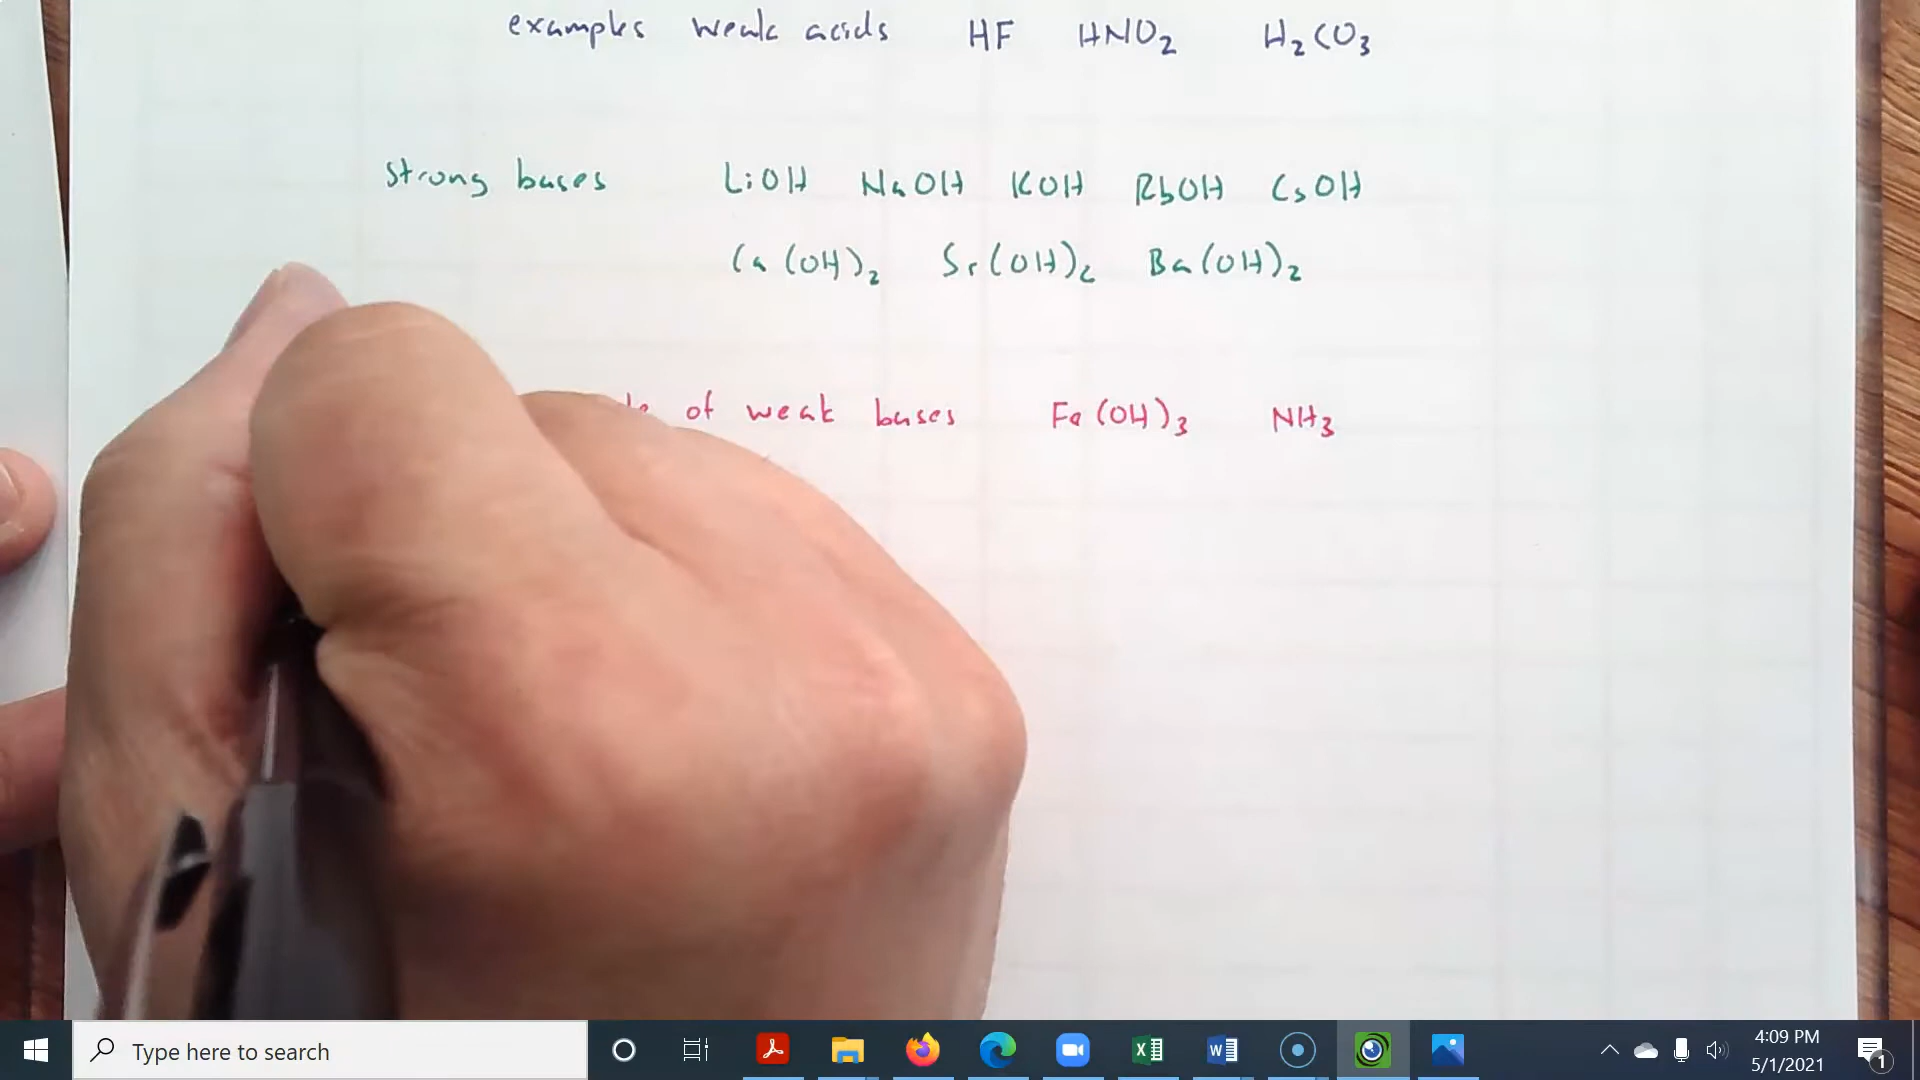 examples weak acids HF HNO2 H2CO3
strong bases LiOH NaOH KOH RbOH CsOH
Ca(OH)2 Sr(OH)2 Ba(OH)2
of weak bases Fe(OH)3 NH3
Type here to search
4:09 PM
5/1/2021
1